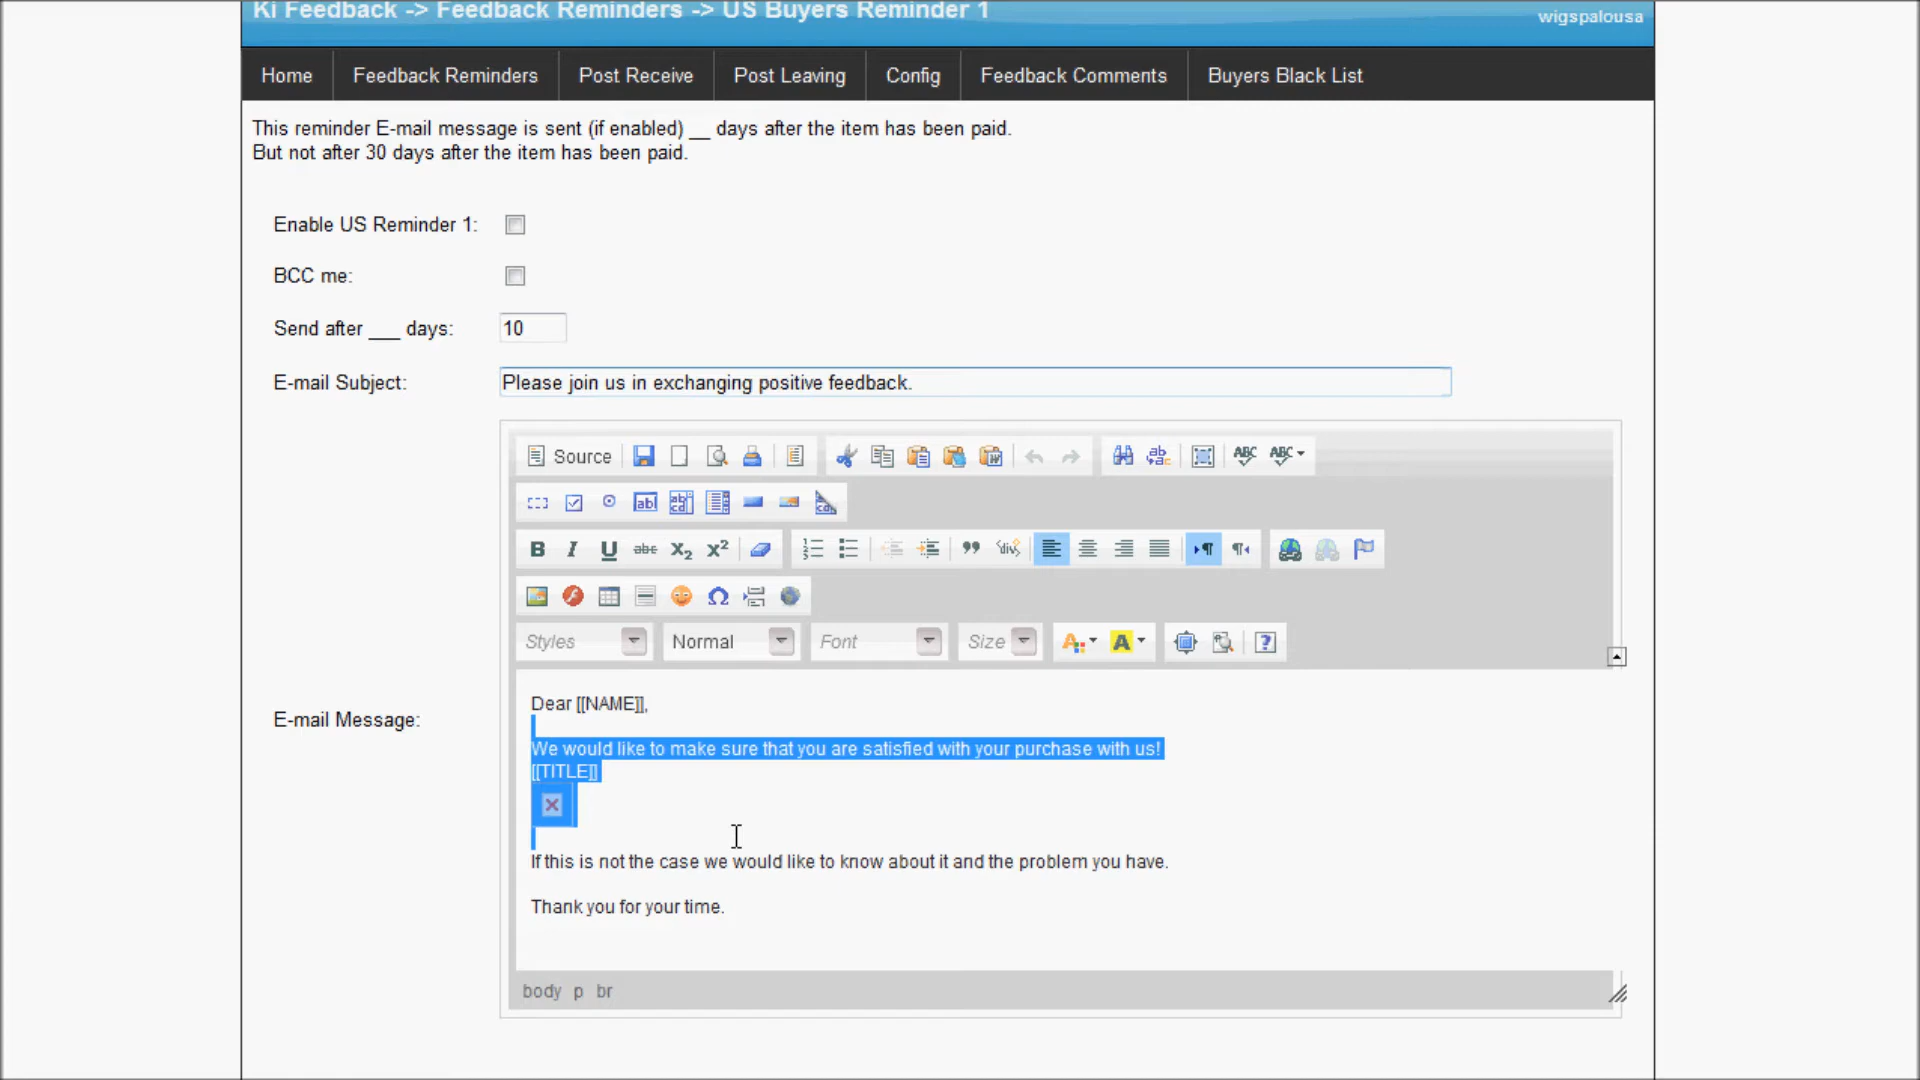 Ki Feedback -> Feedback Reminders -> US Buyers Reminder 1
wigspalousa
Home Feedback Reminders Post Receive Post Leaving Config Feedback Comments Buyers Black List
This reminder E-mail message is sent (if enabled) __ days after the item has been paid.
But not after 30 days after the item has been paid.
Enable US Reminder 1:
BCC me:
Send after ___ days: 10
E-mail Subject: Please join us in exchanging positive feedback.
Source
Styles Normal Font Size
E-mail Message:
Dear [[NAME]],
We would like to make sure that you are satisfied with your purchase with us!
[[TITLE]]
If this is not the case we would like to know about it and the problem you have.
Thank you for your time.
body p br